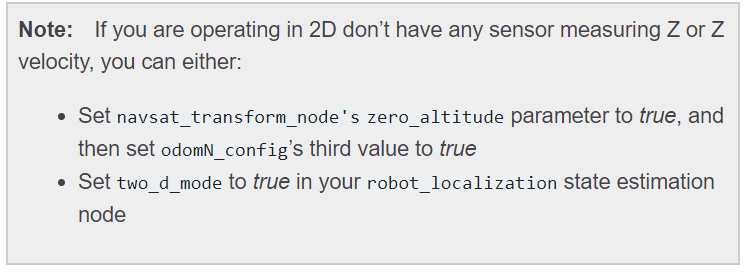 Note: If you are operating in 2D don’t have any sensor measuring Z or Z
velocity, you can either:
• Set navsat_transform_node's zero_altitude parameter to true, and
then set odomN_config’s third value to true
• Set two_d_mode to true in your robot_localization state estimation
node